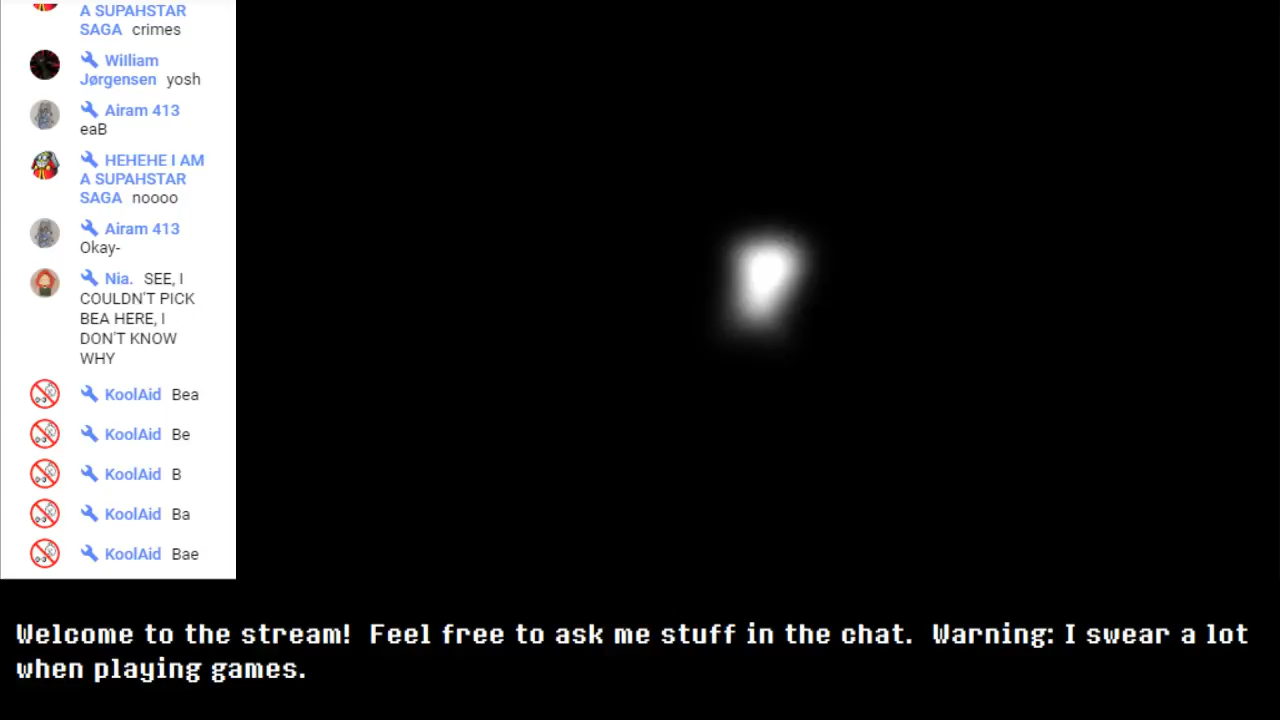 A SUPAHSTAR
SAGA crimes
William
Jørgensen yosh
Airam 413
eaB
HEHEHE I AM
A SUPAHSTAR
SAGA noooo
Airam 413
Okay-
Nia. SEE, I
COULDN'T PICK
BEA HERE, I
DON'T KNOW
WHY
KoolAid Bea
KoolAid Be
KoolAid B
KoolAid Ba
KoolAid Bae
Welcome to the stream! Feel free to ask me stuff in the chat. Warning: I swear a lot
when playing games.